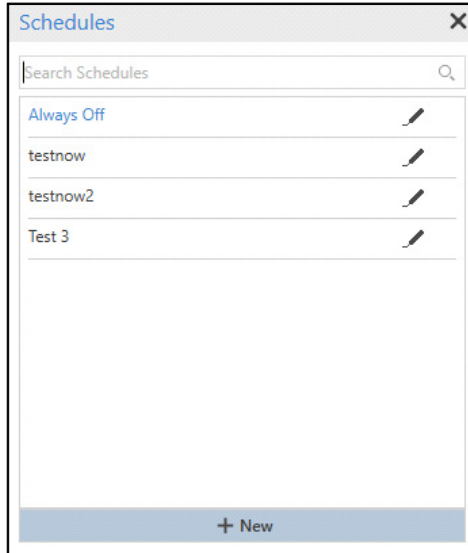 Schedules
Search Schedules
Always Off
testnow
testnow2
Test 3
New